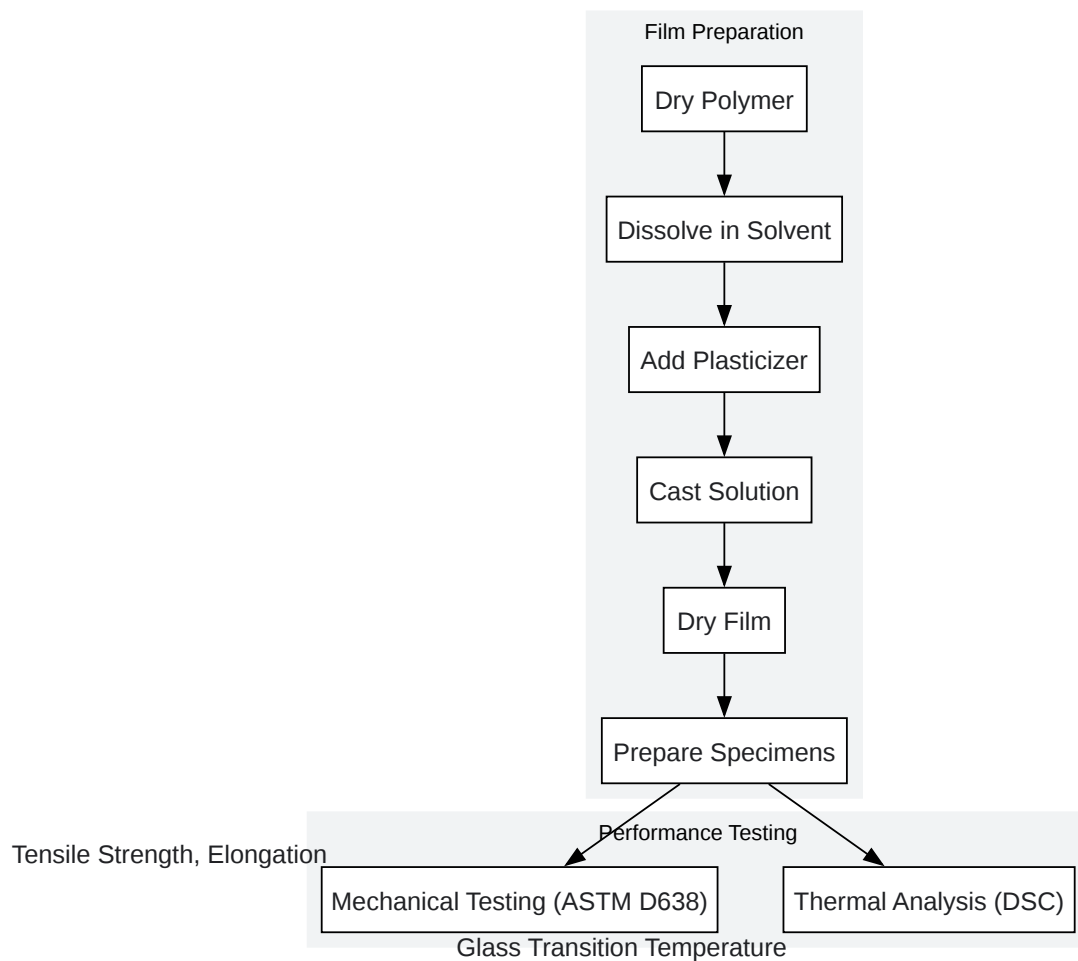 Film Preparation
Dry Polymer
Dissolve in Solvent
Add Plasticizer
Cast Solution
Dry Film
Prepare Specimens
Performance Testing
Tensile Strength, Elongation
Mechanical Testing (ASTM D638)
Thermal Analysis (DSC)
Glass Transition Temperature